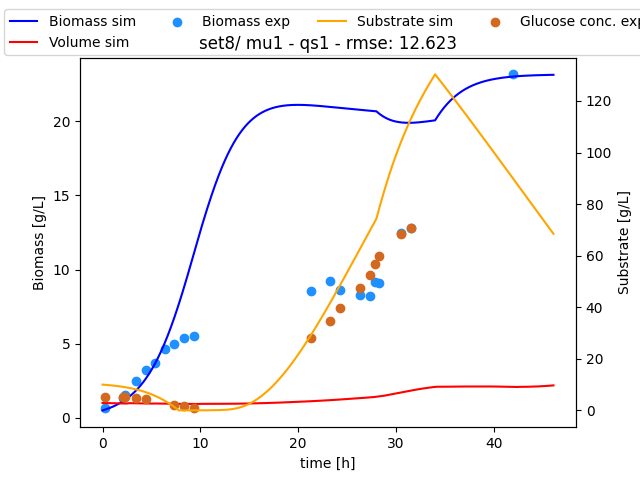 Biomass sim Biomass exp Substrate sim Glucose conc. exp
Volume sim
set8/ mu1 - qs1 - rmse: 12.623
Biomass [g/L]
20
15
10
5
0
120
100
80
60
40
20
0
Substrate [g/L]
0 10 20 30 40
time [h]